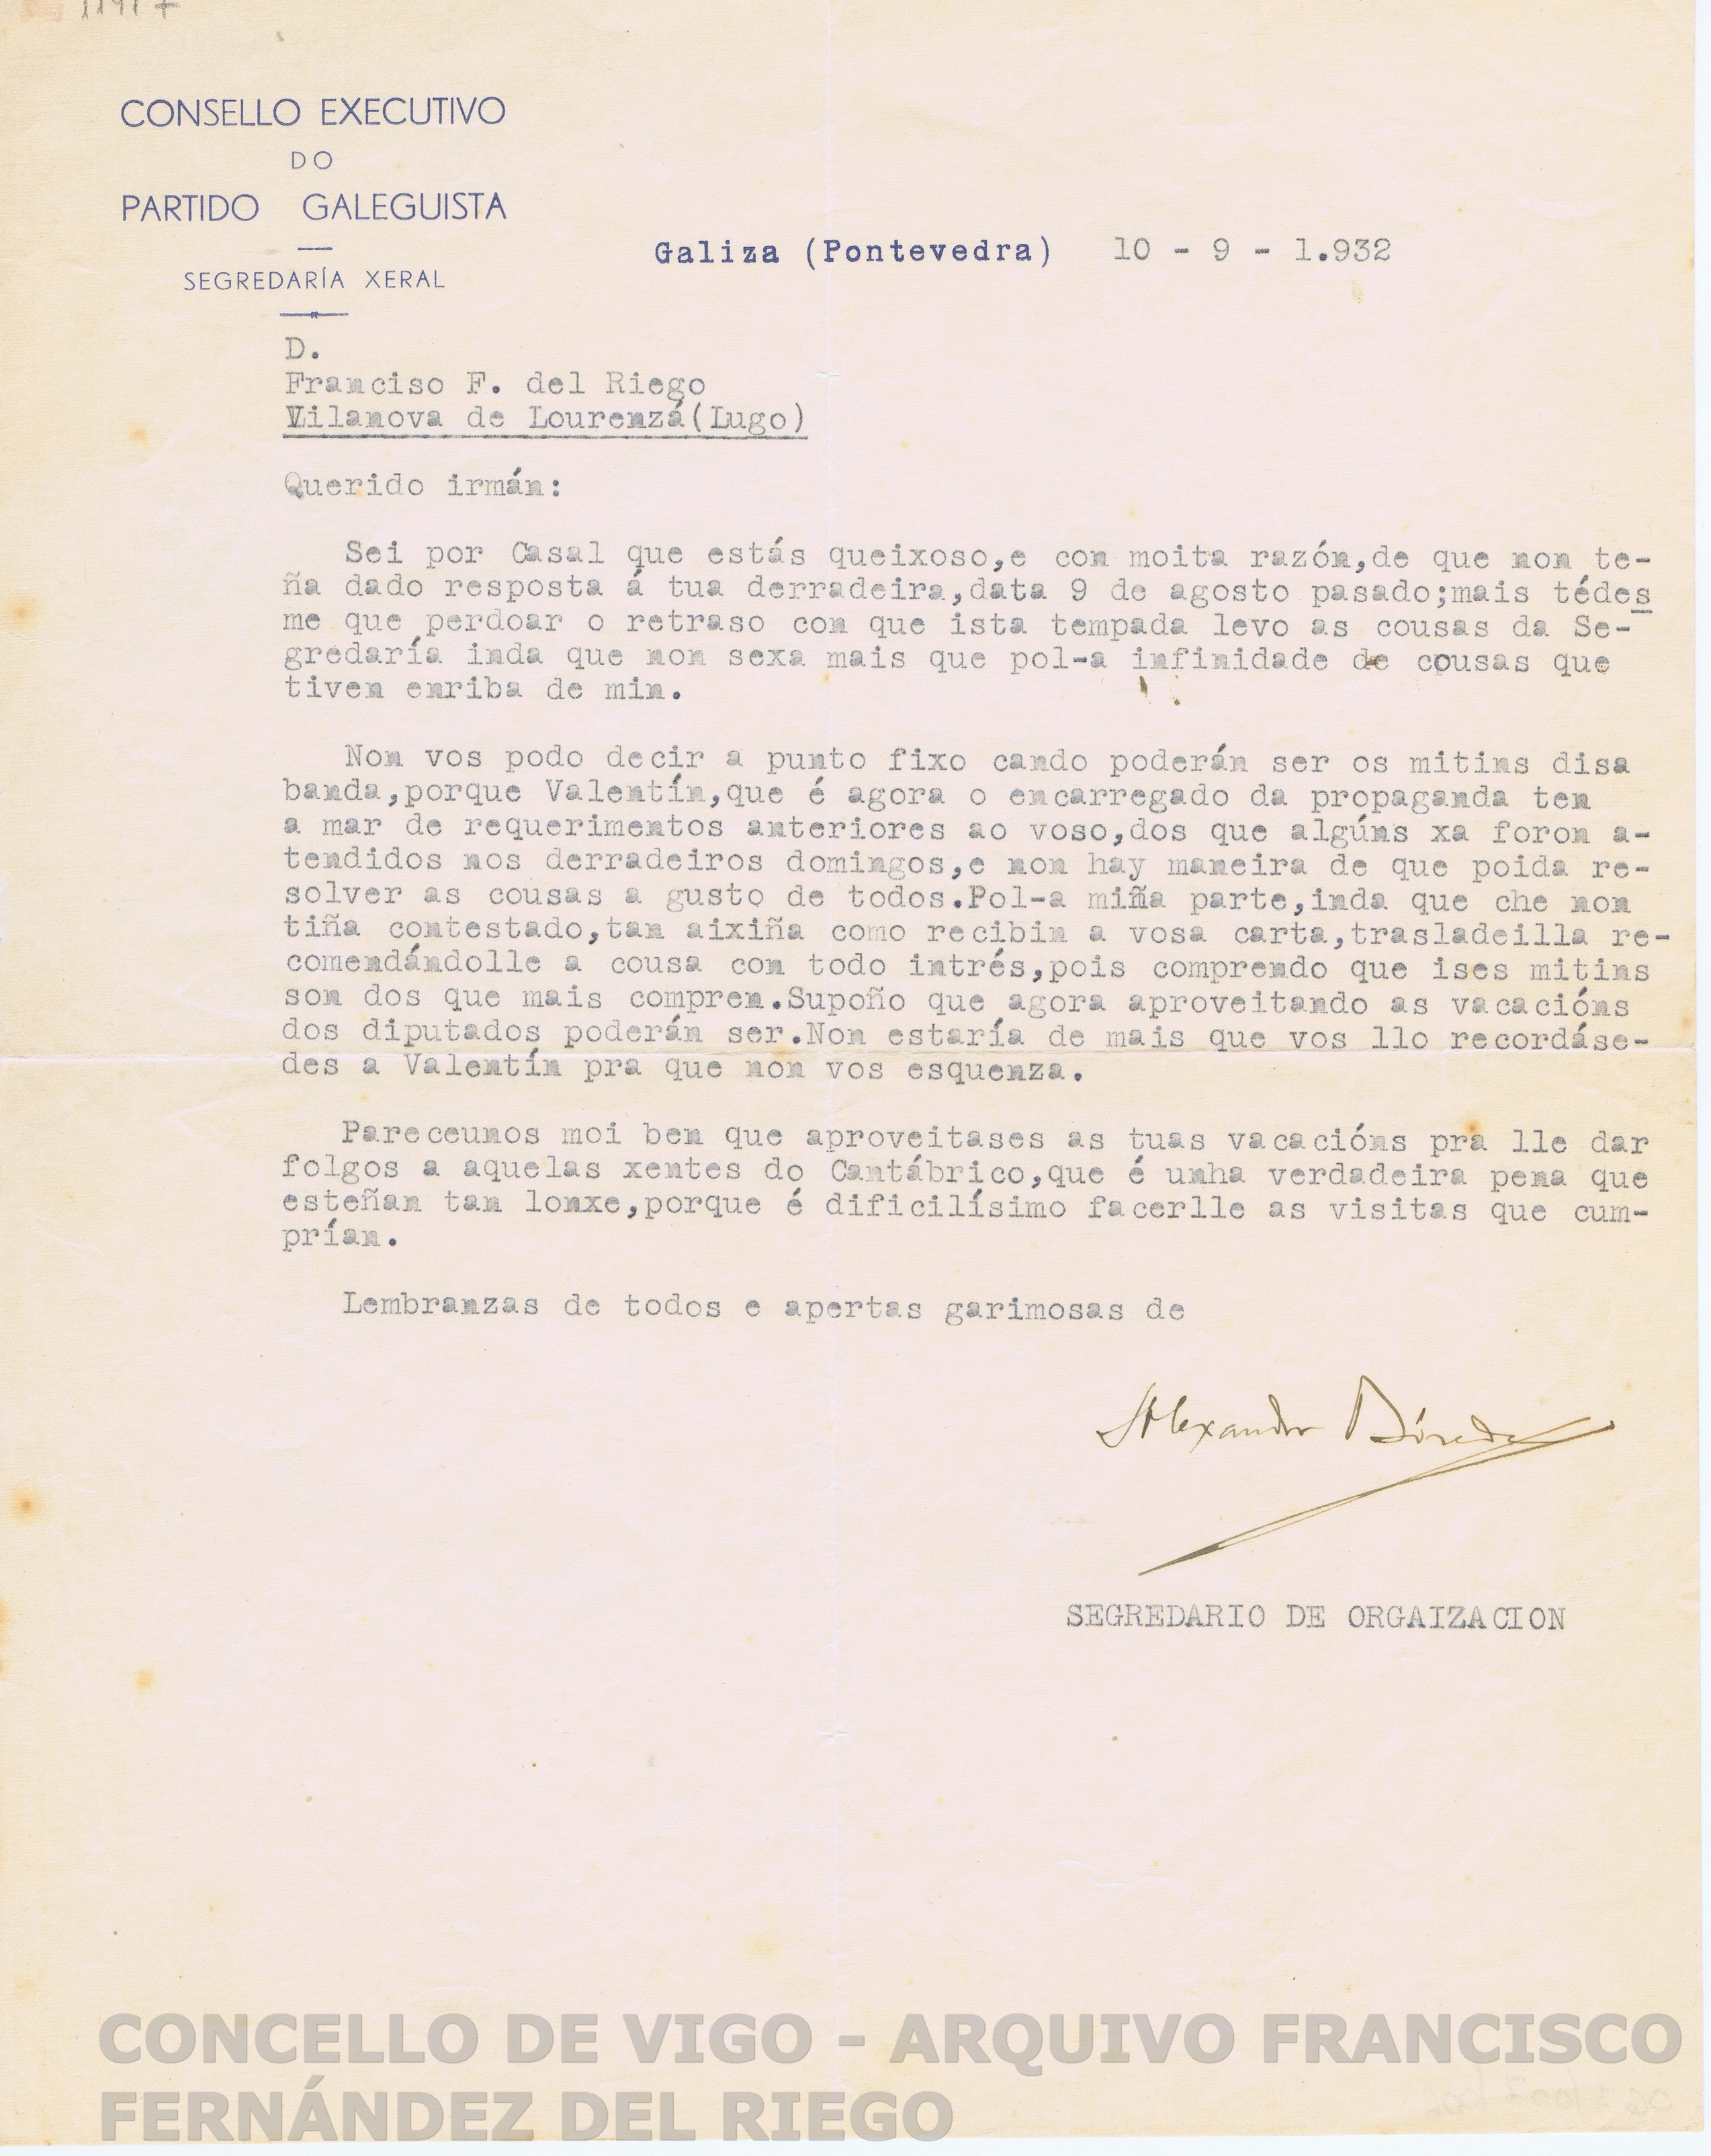 CONSELLO EXECUTIVO
DO
PARTIDO GALEGUISTA
SEGREDARÍA XERAL
Galiza (Pontevedra) 10 - 9 - 1.932
D.
Franciso F. del Riego
Vilanova de Lourenzá(Lugo)
Querido irmán:
Sei por Casal que estás queixoso,e con moita razón,de que non te-
ña dado resposta á tua derradeira,data 9 de agosto pasado;mais tédes
me que perdoar o retraso con que ista tempada levo as cousas da Se-
gredaría inda que non sexa mais que pol-a infinidade de cousas que
tiven enriba de min.
Non vos podo decir a punto fixo cando poderán ser os mitins disa
banda,porque Valentín,que é agora o encarregado da propaganda ten
a mar de requerimentos anteriores ao voso,dos que algúns xa foron a-
tendidos nos derradeiros domingos,e non hay maneira de que poida re-
solver as cousas a gusto de todos.Pol-a miña parte,inda que che non
tiña contestado,tan aixiña como recibin a vosa carta,trasladeilla re-
comendándolle a cousa con todo intrés,pois comprendo que ises mitins
son dos que mais compren.Supoño que agora aproveitando as vacacións
dos diputados poderán ser.Non estaría de mais que vos llo recordáse-
des a Valentín pra que non vos esquenza.
Pareceunos moi ben que aproveitases as tuas vacacións pra lle dar
folgos a aquelas xentes do Cantábrico,que é unha verdadeira pena que
esteñan tan lonxe,porque é dificilísimo facerlle as visitas que cum-
prían.
Lembranzas de todos e apertas garimosas de
Alexandro Bóveda
SEGREDARIO DE ORGAIZACION
CONCELLO DE VIGO - ARQUIVO FRANCISCO
FERNÁNDEZ DEL RIEGO